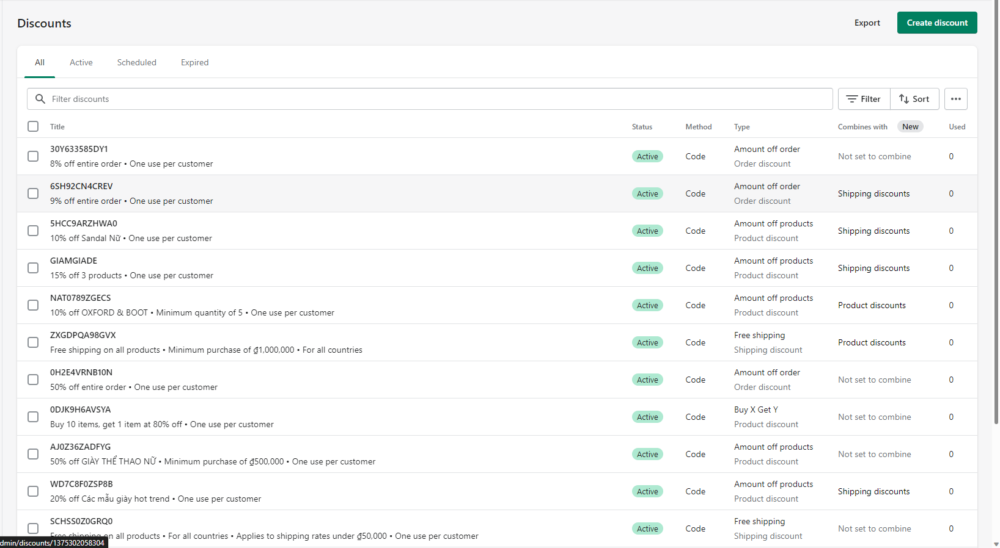 Discounts
Export
Create discount
All Active Scheduled Expired
Filter discounts
Filter Sort
Title Status Method Type Combines with New Used
30Y633585DY1
8% off entire order • One use per customer
Active Code
Amount off order
Order discount
Not set to combine 0
6SH92CN4CREV
9% off entire order • One use per customer
Active Code
Amount off order
Order discount
Shipping discounts 0
5HCC9ARZHWA0
10% off Sandal Nữ • One use per customer
Active Code
Amount off products
Product discount
Shipping discounts 0
GIAMGIADE
15% off 3 products • One use per customer
Active Code
Amount off products
Product discount
Shipping discounts 0
NAT0789ZGECS
10% off OXFORD & BOOT • Minimum quantity of 5 • One use per customer
Active Code
Amount off products
Product discount
Product discounts 0
ZXGDPQA98GVX
Free shipping on all products • Minimum purchase of ₫1,000,000 • For all countries
Active Code
Free shipping
Shipping discount
Product discounts 0
0H2E4VRNB10N
50% off entire order • One use per customer
Active Code
Amount off order
Order discount
Not set to combine 0
0DJK9H6AVSYA
Buy 10 items, get 1 item at 80% off • One use per customer
Active Code
Buy X Get Y
Product discount
Not set to combine 0
AJ0Z36ZADFYG
50% off GIÀY THỂ THAO NỮ • Minimum purchase of ₫500,000 • One use per customer
Active Code
Amount off products
Product discount
Not set to combine 0
WD7C8F0ZSP8B
20% off Các mẫu giày hot trend • One use per customer
Active Code
Amount off products
Product discount
Shipping discounts 0
SCHSS0Z0GRQ0
Free shipping on all products • For all countries • Applies to shipping rates under ₫50,000 • One use per customer
Active Code
Free shipping
Shipping discount
Not set to combine 0
dmin/discounts/1375302058304